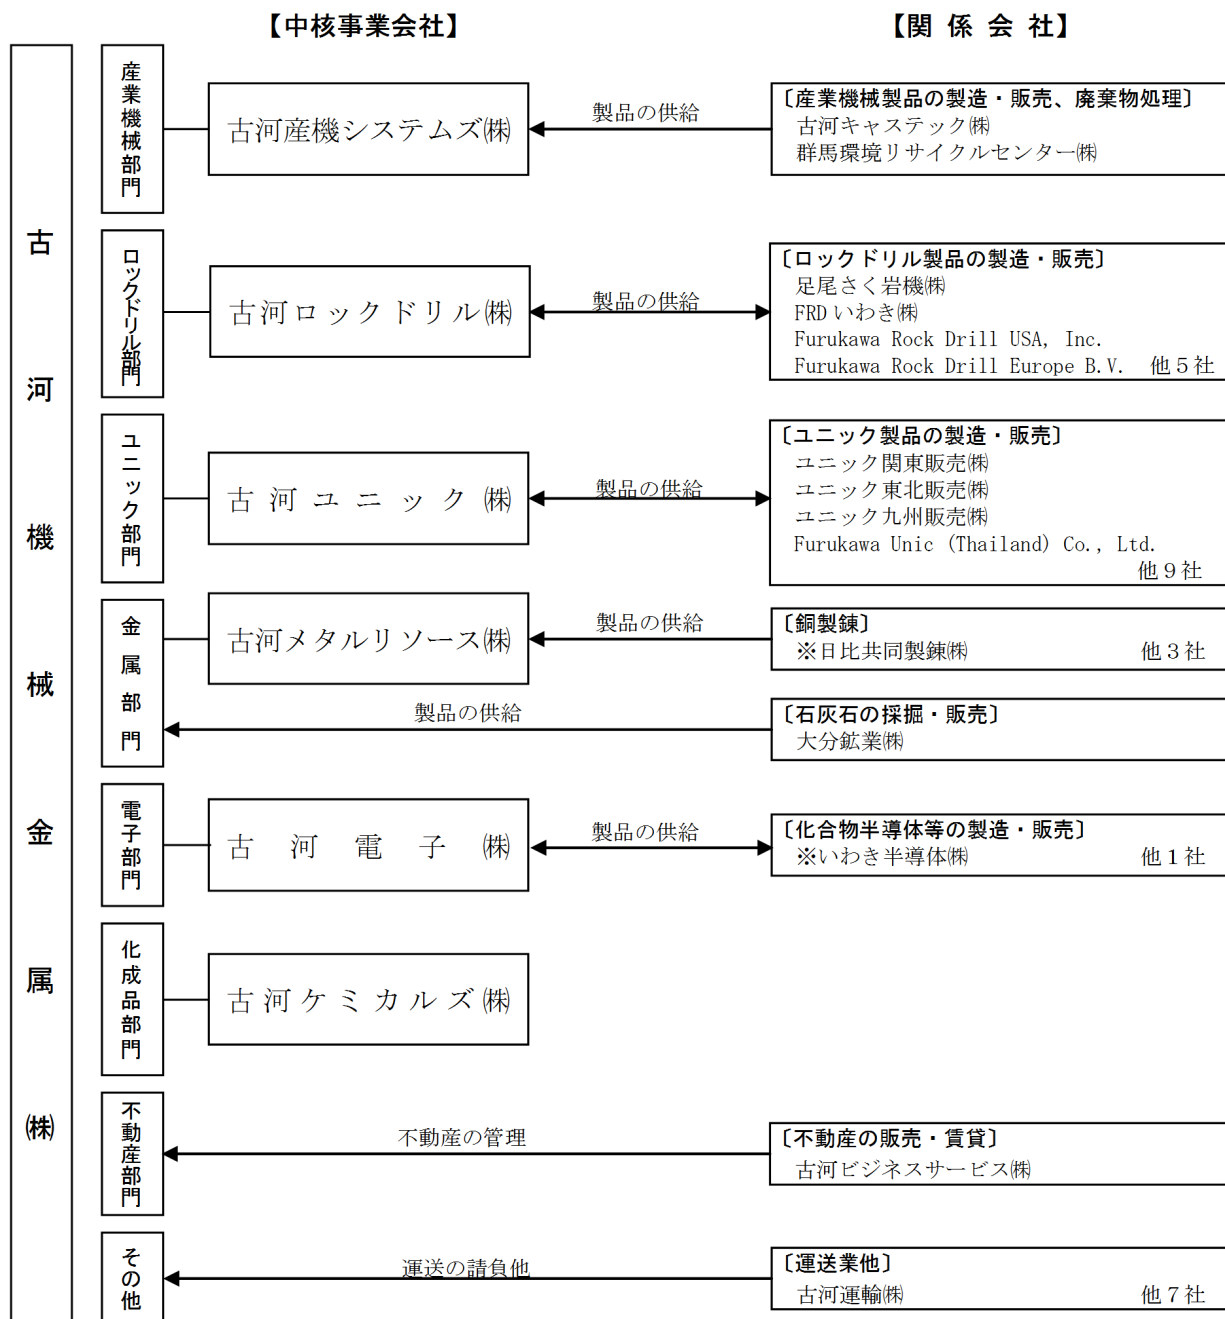 【中核事業会社】
【関 係 会 社】
古河機械金属㈱
産業機械部門
古河産機システムズ㈱
製品の供給
〔産業機械製品の製造・販売、廃棄物処理〕
古河キャステック㈱
群馬環境リサイクルセンター㈱
ロックドリル部門
古河ロックドリル㈱
製品の供給
〔ロックドリル製品の製造・販売〕
足尾さく岩機㈱
FRDいわき㈱
Furukawa Rock Drill USA, Inc.
Furukawa Rock Drill Europe B.V. 他５社
ユニック部門
古河ユニック㈱
製品の供給
〔ユニック製品の製造・販売〕
ユニック関東販売㈱
ユニック東北販売㈱
ユニック九州販売㈱
Furukawa Unic (Thailand) Co., Ltd.
他９社
金属部門
古河メタルリソース㈱
製品の供給
〔銅製錬〕
※日比共同製錬㈱ 他３社
製品の供給
〔石灰石の採掘・販売〕
大分鉱業㈱
電子部門
古河電子㈱
製品の供給
〔化合物半導体等の製造・販売〕
※いわき半導体㈱ 他１社
化成品部門
古河ケミカルズ㈱
不動産部門
不動産の管理
〔不動産の販売・賃貸〕
古河ビジネスサービス㈱
その他
運送の請負他
〔運送業他〕
古河運輸㈱ 他７社